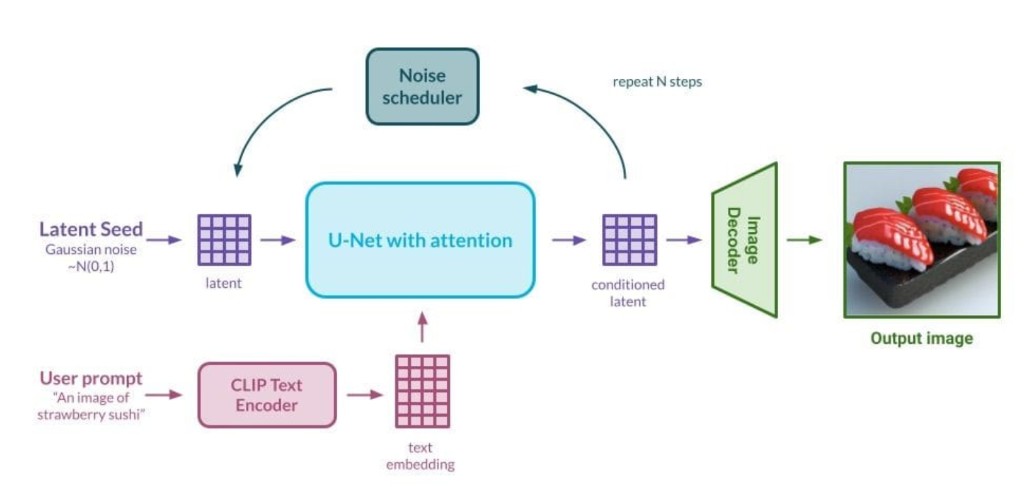 Noise
scheduler
repeat N steps
Latent Seed
Gaussian noise
~N(0,1)
latent
U-Net with attention
conditioned
latent
Image
Decoder
Output image
User prompt
"An image of
strawberry sushi"
CLIP Text
Encoder
text
embedding